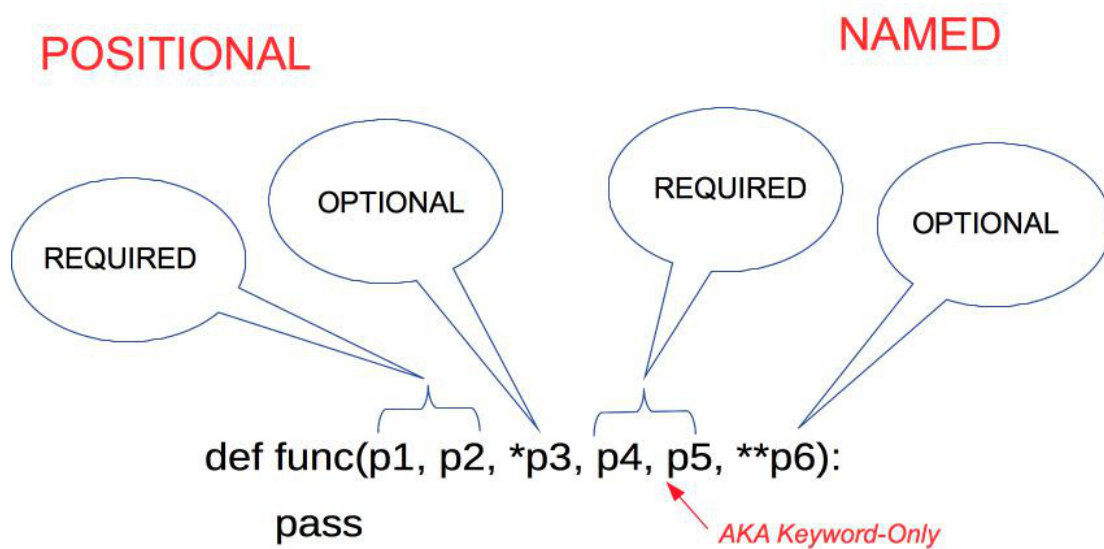 POSITIONAL
NAMED
REQUIRED
OPTIONAL
REQUIRED
OPTIONAL
def func(p1, p2, *p3, p4, p5, **p6):
pass
AKA Keyword-Only